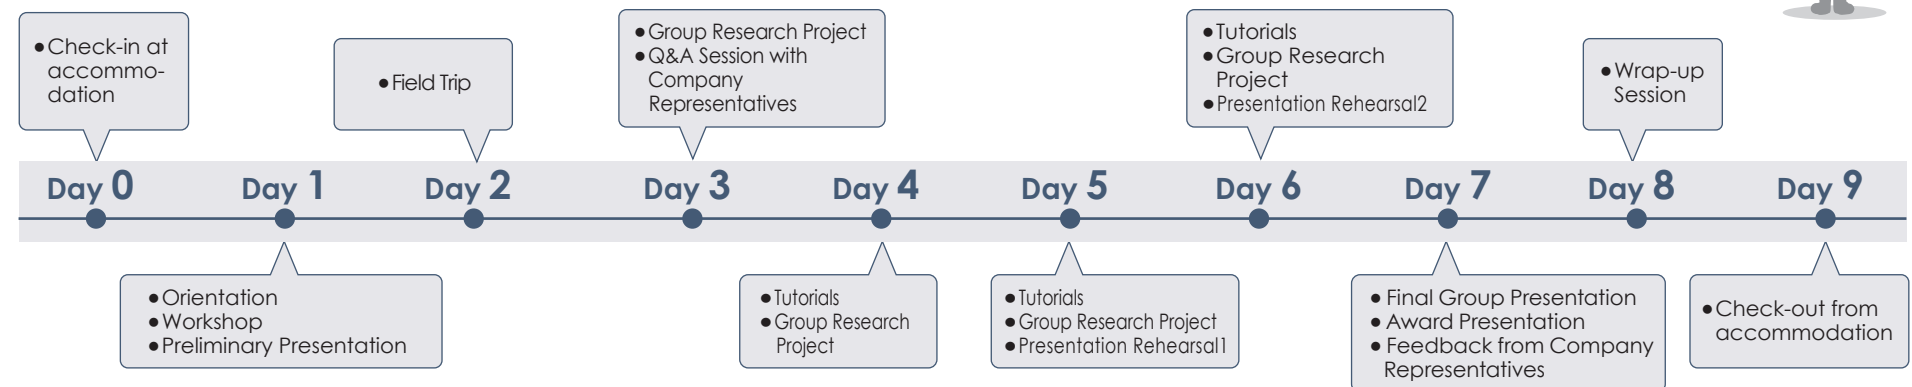 ●Check-in at
accommo-
dation
●Field Trip
●Group Research Project
●Q&A Session with
Company
Representatives
●Tutorials
●Group Research
Project
●Presentation Rehearsal2
●Wrap-up
Session
Day 0
Day 1
Day 2
Day 3
Day 4
Day 5
Day 6
Day 7
Day 8
Day 9
●Orientation
●Workshop
●Preliminary Presentation
●Tutorials
●Group Research
Project
●Tutorials
●Group Research Project
●Presentation Rehearsal1
●Final Group Presentation
●Award Presentation
●Feedback from Company
Representatives
●Check-out from
accommodation